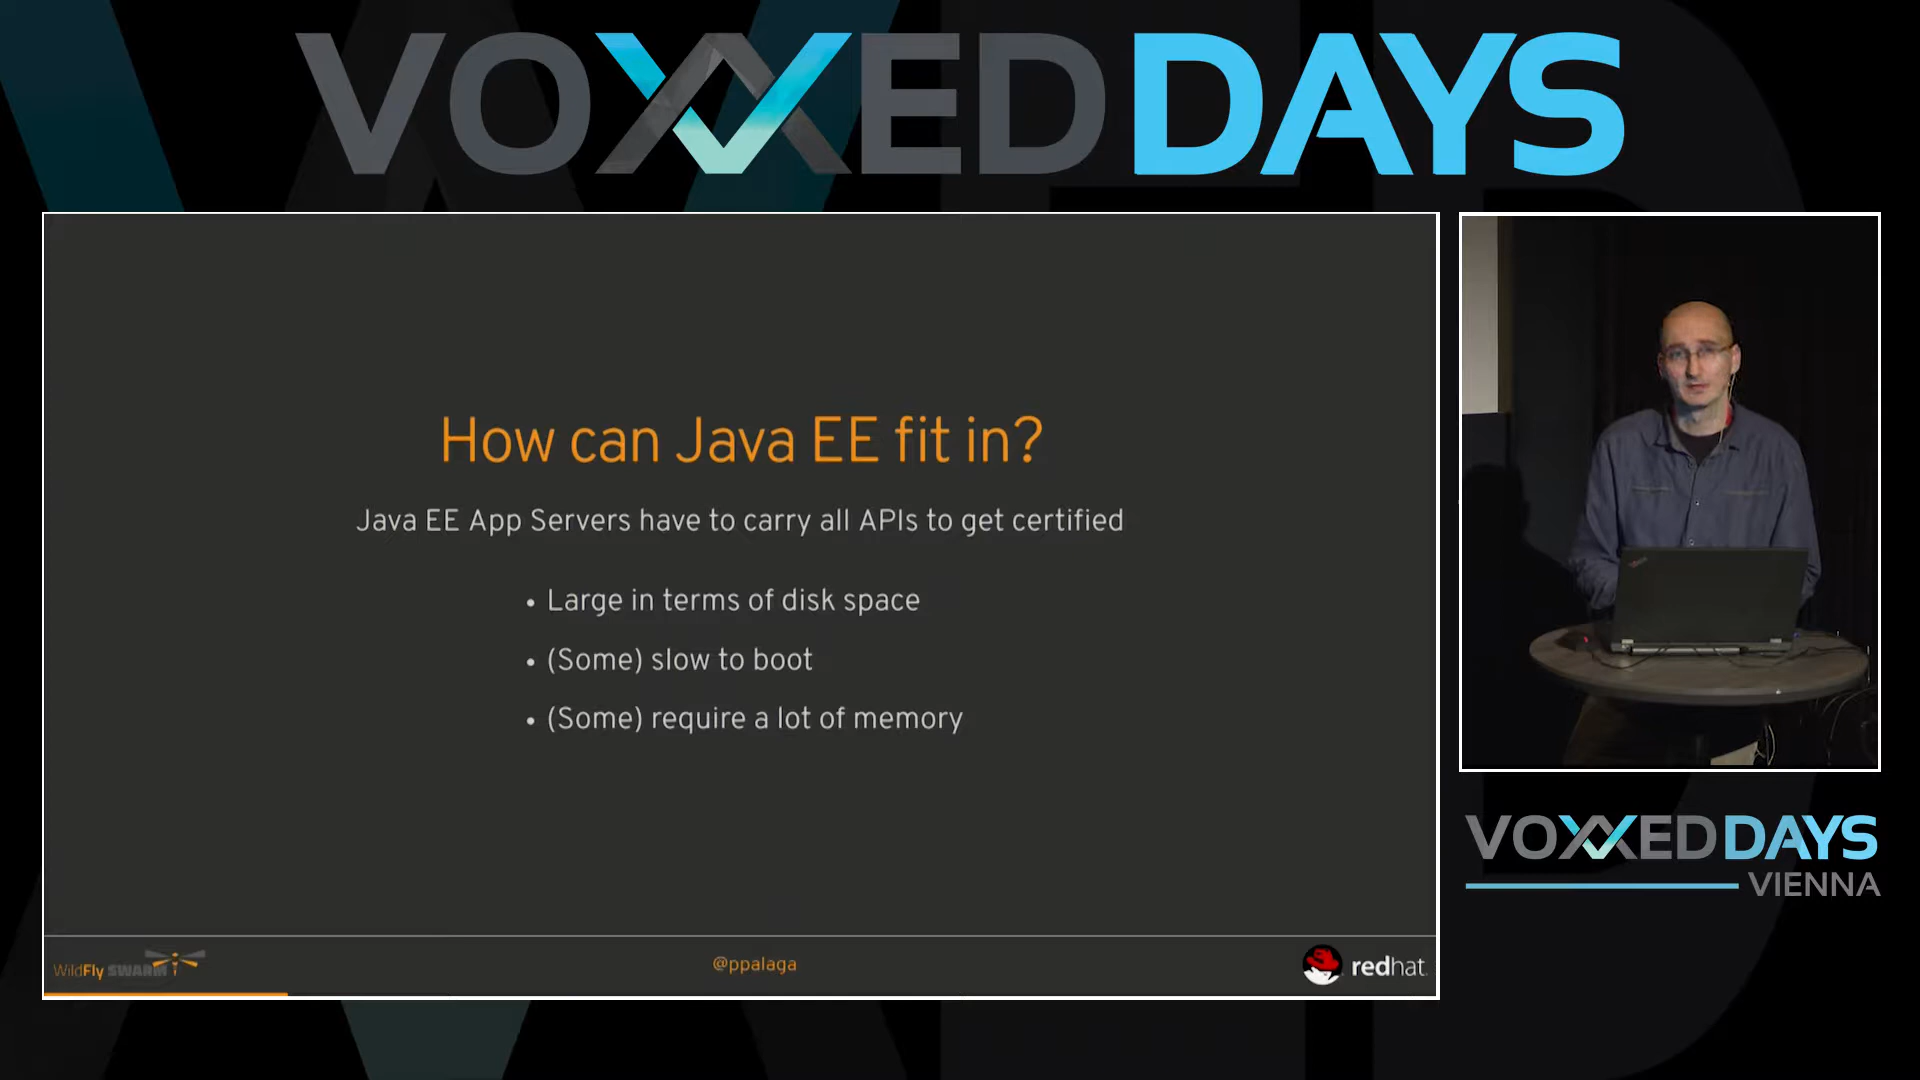 VOXXED DAYS
How can Java EE fit in?
Java EE App Servers have to carry all APIs to get certified
• Large in terms of disk space
• (Some) slow to boot
• (Some) require a lot of memory
WildFly SWARM
@ppalaga
redhat.
VOXXED DAYS
VIENNA